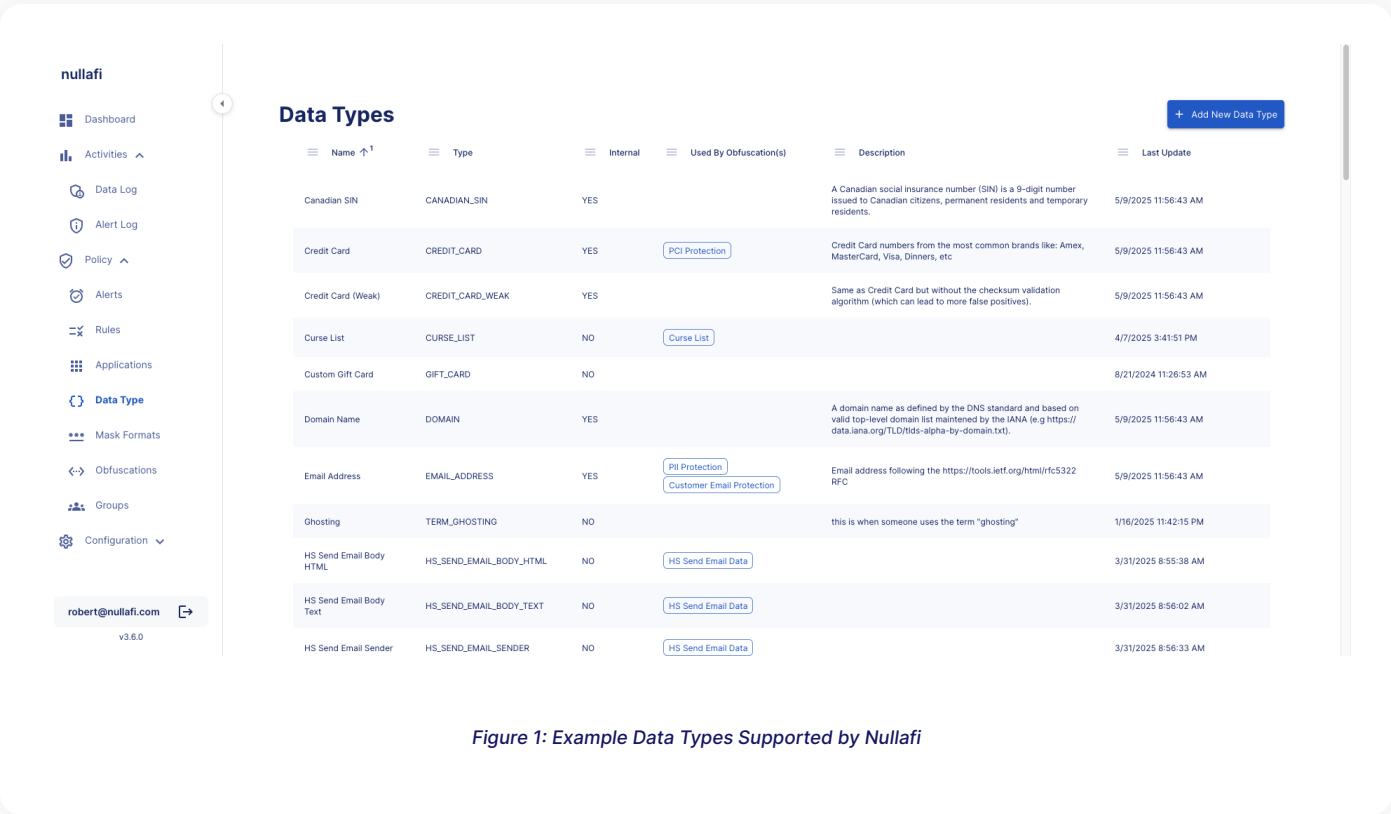 nullafi
Dashboard
Activities
Data Log
Alert Log
Policy
Alerts
Rules
Applications
Data Type
Mask Formats
Obfuscations
Groups
Configuration
robert@nullafi.com
v3.6.0
Data Types
+ Add New Data Type
Name ↑1 Type Internal Used By Obfuscation(s) Description Last Update
Canadian SIN CANADIAN_SIN YES
A Canadian social insurance number (SIN) is a 9-digit number
issued to Canadian citizens, permanent residents and temporary
residents.
5/9/2025 11:56:43 AM
Credit Card CREDIT_CARD YES PCI Protection
Credit Card numbers from the most common brands like: Amex,
MasterCard, Visa, Dinners, etc
5/9/2025 11:56:43 AM
Credit Card (Weak) CREDIT_CARD_WEAK YES
Same as Credit Card but without the checksum validation
algorithm (which can lead to more false positives).
5/9/2025 11:56:43 AM
Curse List CURSE_LIST NO Curse List 4/7/2025 3:41:51 PM
Custom Gift Card GIFT_CARD NO 8/21/2024 11:26:53 AM
Domain Name DOMAIN YES
A domain name as defined by the DNS standard and based on
valid top-level domain list maintened by the IANA (e.g https://
data.iana.org/TLD/tlds-alpha-by-domain.txt).
5/9/2025 11:56:43 AM
Email Address EMAIL_ADDRESS YES
PII Protection
Customer Email Protection
Email address following the https://tools.ietf.org/html/rfc5322
RFC
5/9/2025 11:56:43 AM
Ghosting TERM_GHOSTING NO this is when someone uses the term "ghosting" 1/16/2025 11:42:15 PM
HS Send Email Body
HTML
HS_SEND_EMAIL_BODY_HTML NO HS Send Email Data 3/31/2025 8:55:38 AM
HS Send Email Body
Text
HS_SEND_EMAIL_BODY_TEXT NO HS Send Email Data 3/31/2025 8:56:02 AM
HS Send Email Sender HS_SEND_EMAIL_SENDER NO HS Send Email Data 3/31/2025 8:56:33 AM
Figure 1: Example Data Types Supported by Nullafi